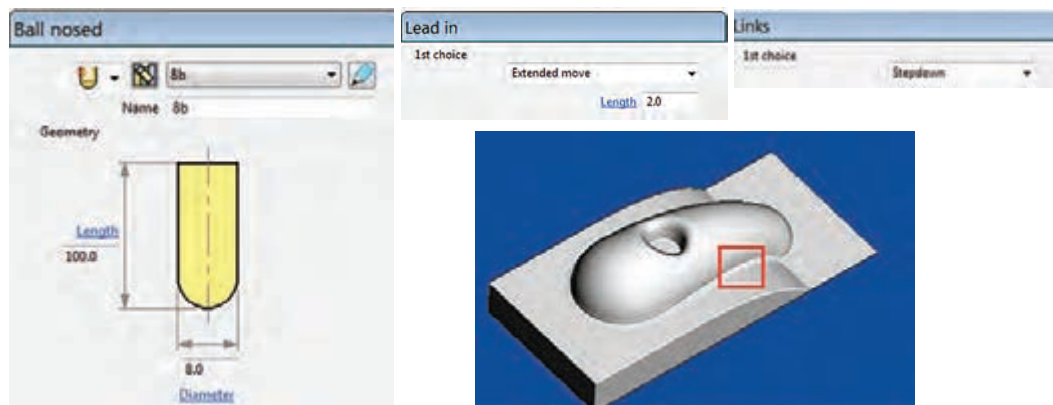 Ball nosed
8b
Name 8b
Geometry
Length
100.0
8.0
Diameter
Lead in
1st choice
Extended move
Length 2.0
Links
1st choice
Stepdown